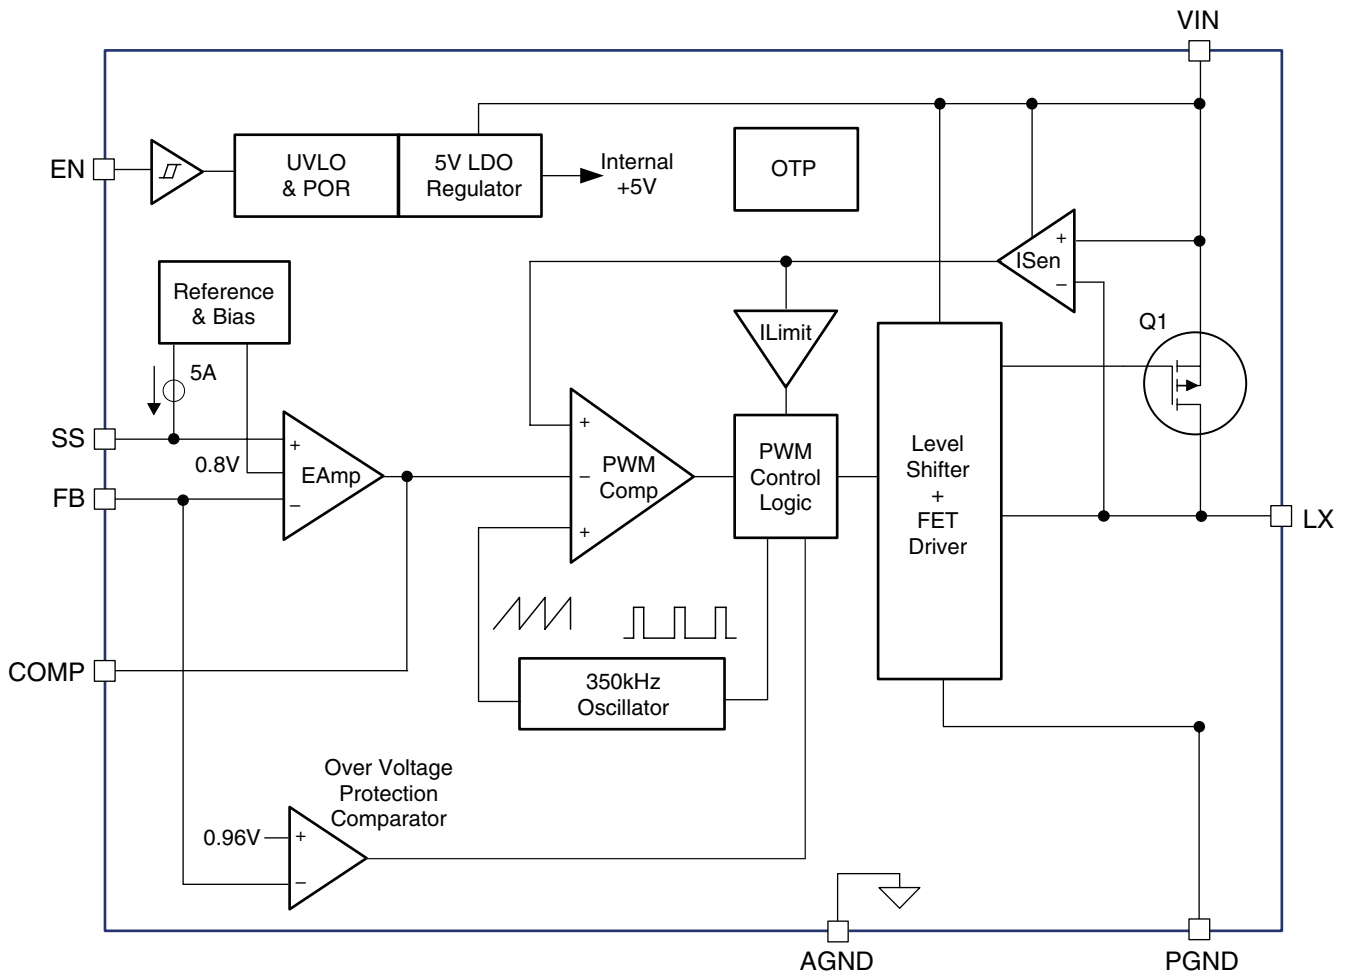 VIN
EN
UVLO
& POR
5V LDO
Regulator
Internal
+5V
OTP
+
ISen
–
Reference
& Bias
ILimit
Q1
5A
SS
+
0.8V
EAmp
FB
–
+
PWM
Comp
–
+
PWM
Control
Logic
Level
Shifter
+
FET
Driver
LX
COMP
350kHz
Oscillator
Over Voltage
Protection
Comparator
0.96V
+
–
AGND
PGND